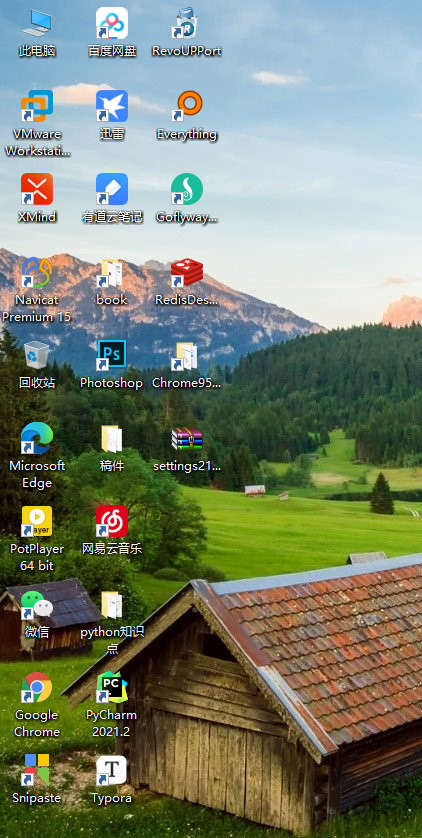 此电脑
百度网盘
RevoUPPort
VMware
Workstati...
迅雷
Everything
XMind
有道云笔记
Goflyway...
Navicat
Premium 15
book
RedisDes...
回收站
Ps
Photoshop
Chrome95...
Microsoft
Edge
稿件
settings21...
Player
PotPlayer
64 bit
网易云音乐
微信
python知识
点
PC
Google
Chrome
PyCharm
2021.2
T
Snipaste
Typora